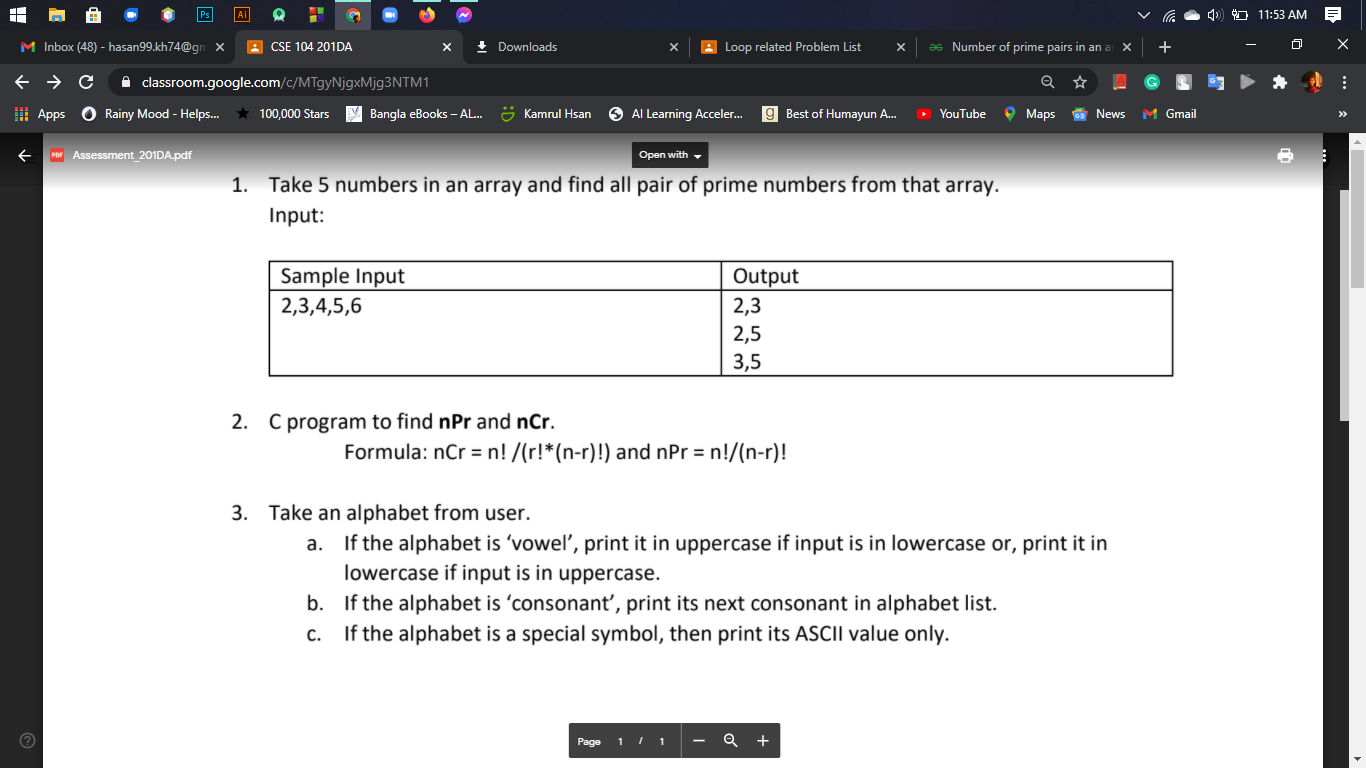 11:53 AM
Inbox (48) - hasan99.kh74@gm
CSE 104 201DA
Downloads
Loop related Problem List
Number of prime pairs in an ar
classroom.google.com/c/MTgyNjgxMjg3NTM1
Apps
Rainy Mood - Helps...
100,000 Stars
Bangla eBooks – AL...
Kamrul Hsan
AI Learning Acceler...
Best of Humayun A...
YouTube
Maps
News
Gmail
PDF Assessment_201DA.pdf
Open with
1. Take 5 numbers in an array and find all pair of prime numbers from that array.
Input:
Sample Input Output
2,3,4,5,6 2,3
2,5
3,5
2. C program to find nPr and nCr.
Formula: nCr = n! /(r!*(n-r)!) and nPr = n!/(n-r)!
3. Take an alphabet from user.
a. If the alphabet is ‘vowel’, print it in uppercase if input is in lowercase or, print it in
lowercase if input is in uppercase.
b. If the alphabet is ‘consonant’, print its next consonant in alphabet list.
c. If the alphabet is a special symbol, then print its ASCII value only.
Page 1 / 1